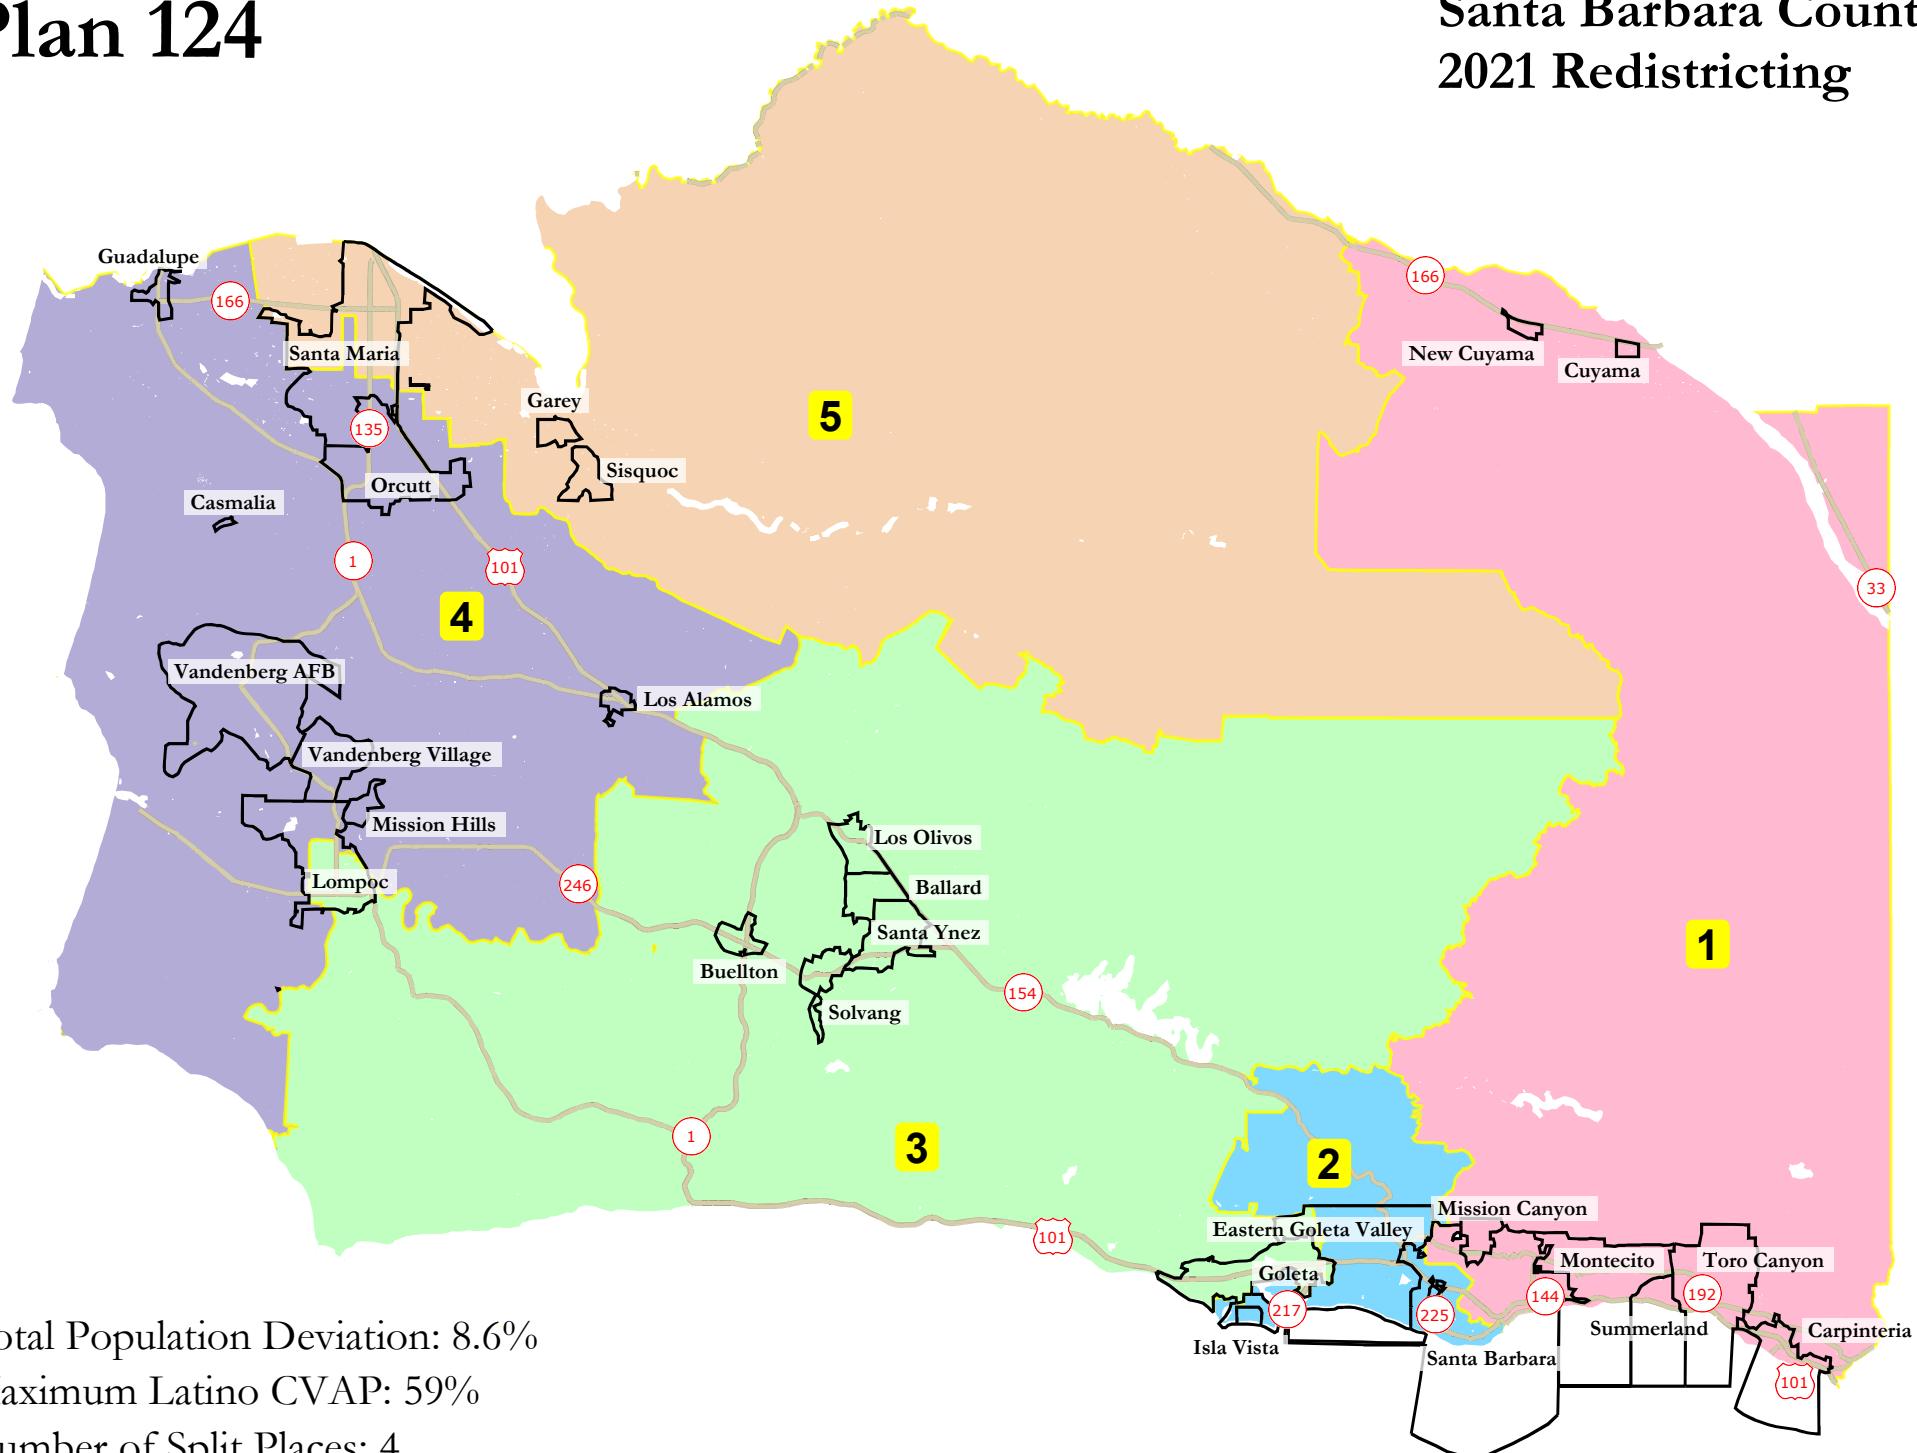 Plan 124
Santa Barbara Count
2021 Redistricting
Guadalupe
166
166
Santa Maria
New Cuyama
Cuyama
Garey
5
135
Sisquoc
Orcutt
Casmalia
1
101
33
4
Vandenberg AFB
Los Alamos
Vandenberg Village
Mission Hills
Los Olivos
Lompoc
246
Ballard
Santa Ynez
1
Buellton
154
Solvang
1
3
2
Mission Canyon
Eastern Goleta Valley
101
Montecito
Toro Canyon
Goleta
217
225
144
192
Summerland
Carpinteria
Isla Vista
Santa Barbara
101
otal Population Deviation: 8.6%
aximum Latino CVAP: 59%
umber of Split Places: 4